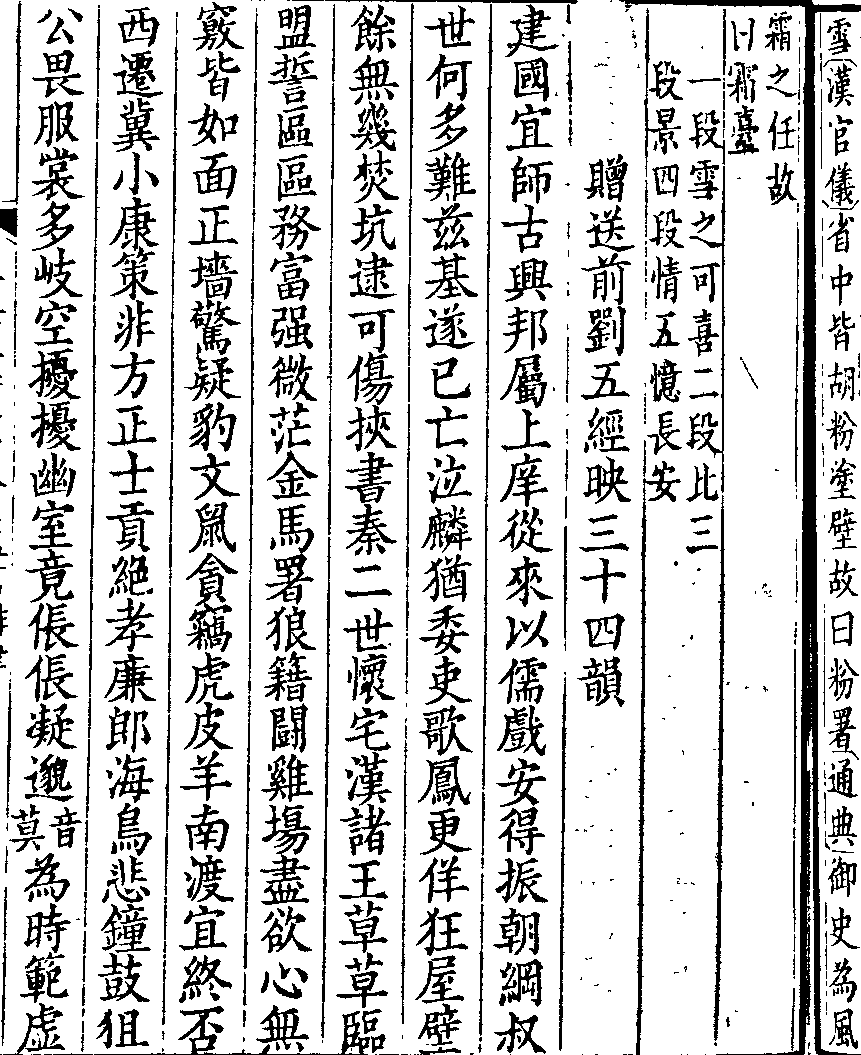 雪漢官儀省中皆胡粉塗壁故曰粉署通典御史為風
霜之任故
曰霜臺
一段雪之可喜二段比三
段景四段情五憶長安
贈送前劉五經映三十四韻
建國宜師古興邦屬上庠從來以儒戲安得振朝綱叔
世何多難茲基遂已亡泣麟猶委吏歌鳳更佯狂屋壁
餘無幾焚坑逮可傷挾書秦二世懷宅漢諸王草草臨
盟誓區區務富强微茫金馬署狼籍鬭雞場盡欲心無
竅皆如面正墻驚疑豹文鼠貪竊虎皮羊南渡宜終否
西遷冀小康策非方正士貢絕孝廉郎海鳥悲鐘鼓狙
公畏服裳多岐空擾擾幽室竟倀倀凝邈音莫為時範虛